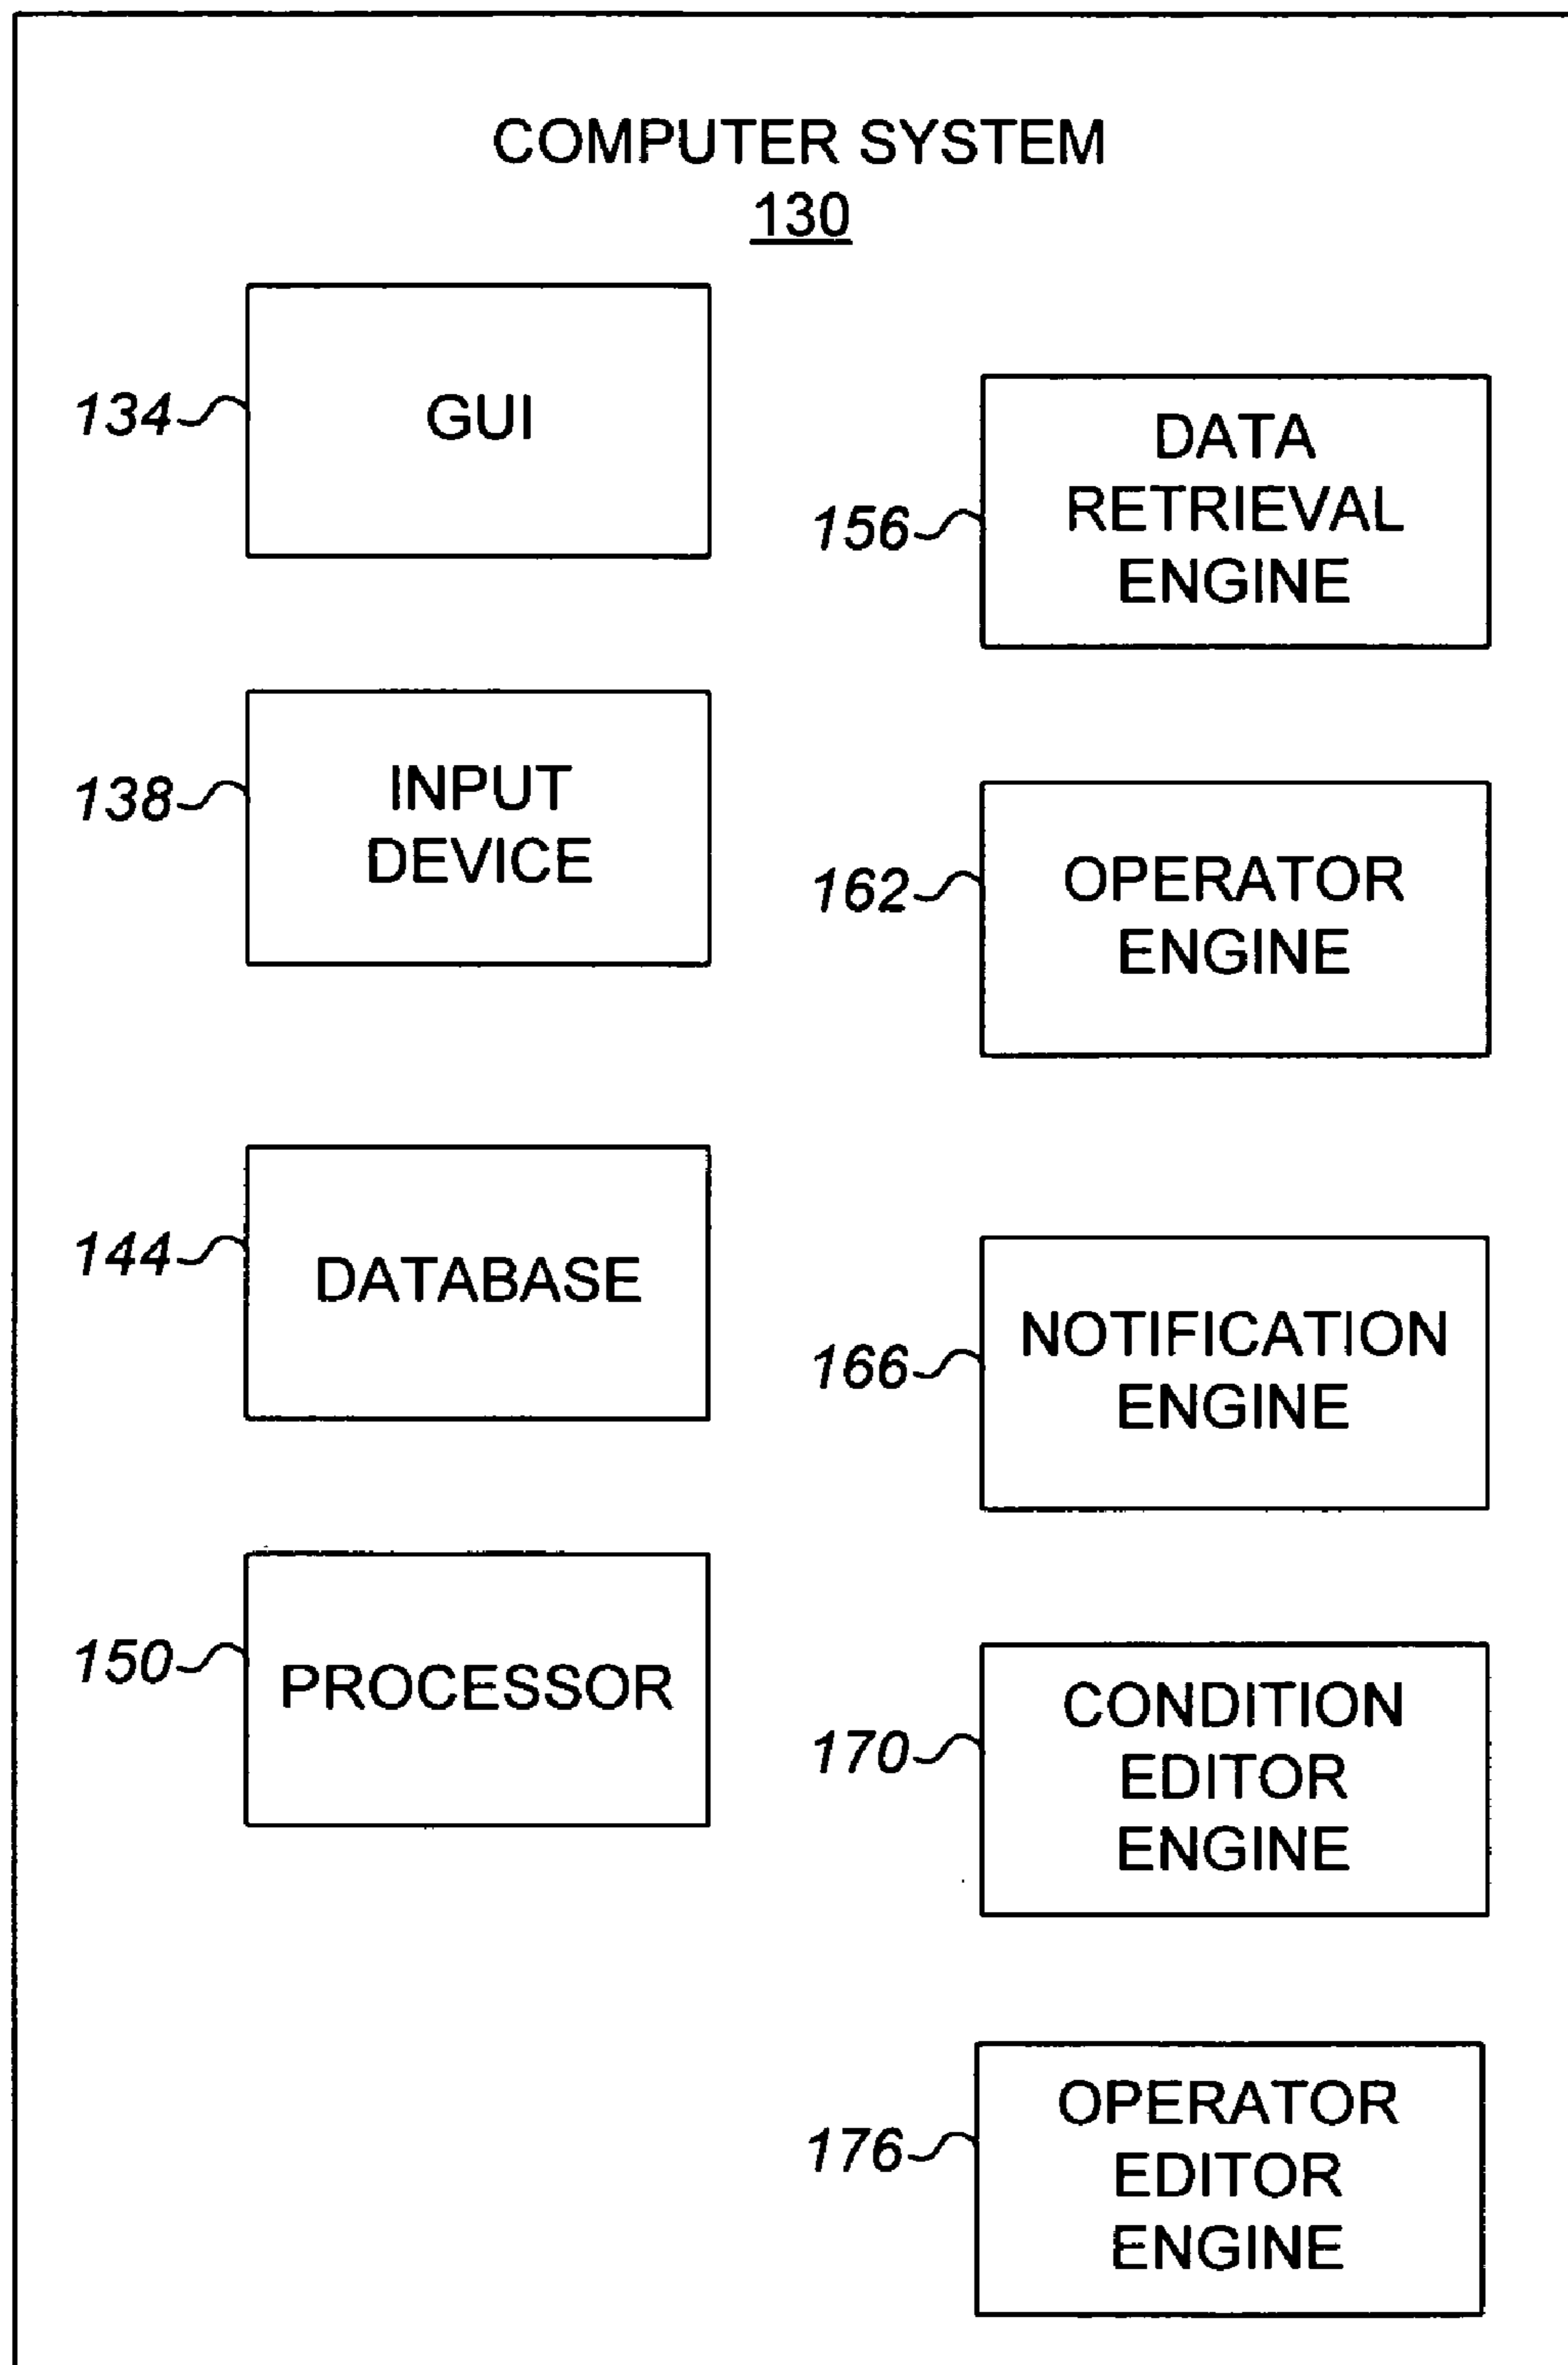 COMPUTER SYSTEM
130
134
GUI
138
INPUT
DEVICE
144
DATABASE
150
PROCESSOR
156
DATA
RETRIEVAL
ENGINE
162
OPERATOR
ENGINE
166
NOTIFICATION
ENGINE
170
CONDITION
EDITOR
ENGINE
176
OPERATOR
EDITOR
ENGINE